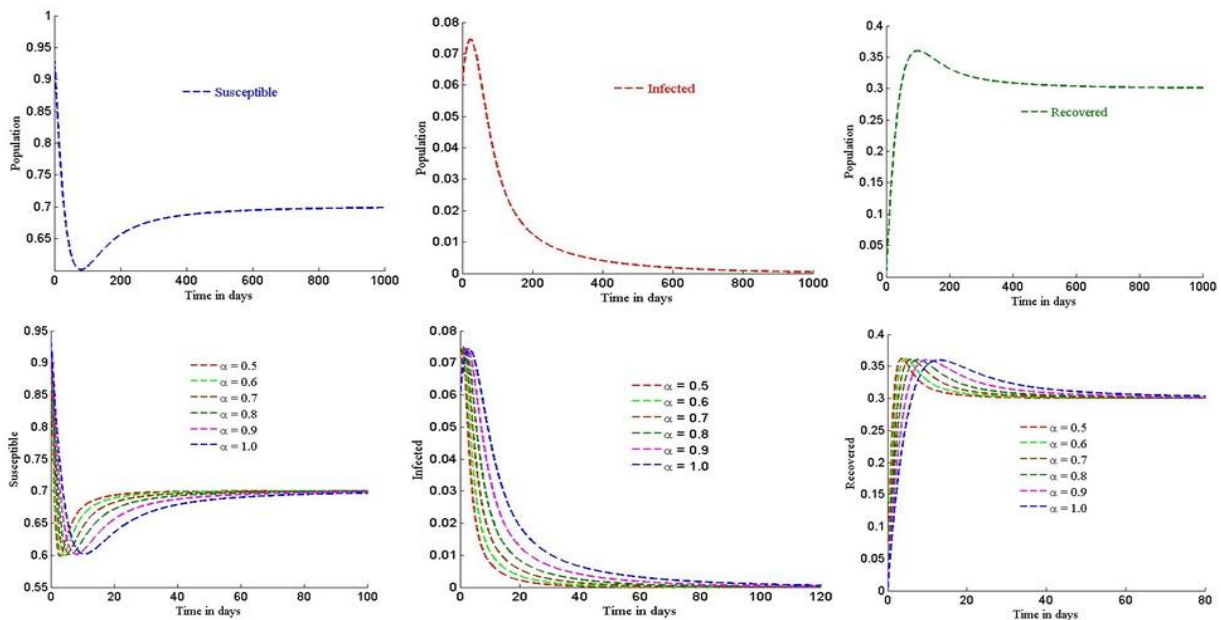 1
0.95
0.9
0.85
0.8
0.75
0.7
0.65
Population
Susceptible
0
200
400
600
800
1000
Time in days
0.08
0.07
0.06
0.05
0.04
0.03
0.02
0.01
0
Population
Infected
0
200
400
600
800
1000
Time in days
0.4
0.35
0.3
0.25
0.2
0.15
0.1
0.05
0
Population
Recovered
0
200
400
600
800
1000
Time in days
0.95
0.9
0.85
0.8
0.75
0.7
0.65
0.6
0.55
Susceptible
α = 0.5
α = 0.6
α = 0.7
α = 0.8
α = 0.9
α = 1.0
0
20
40
60
80
100
Time in days
0.08
0.07
0.06
0.05
0.04
0.03
0.02
0.01
0
Infected
α = 0.5
α = 0.6
α = 0.7
α = 0.8
α = 0.9
α = 1.0
0
20
40
60
80
100
120
Time in days
0.4
0.35
0.3
0.25
0.2
0.15
0.1
0.05
0
Recovered
α = 0.5
α = 0.6
α = 0.7
α = 0.8
α = 0.9
α = 1.0
0
20
40
60
80
Time in days